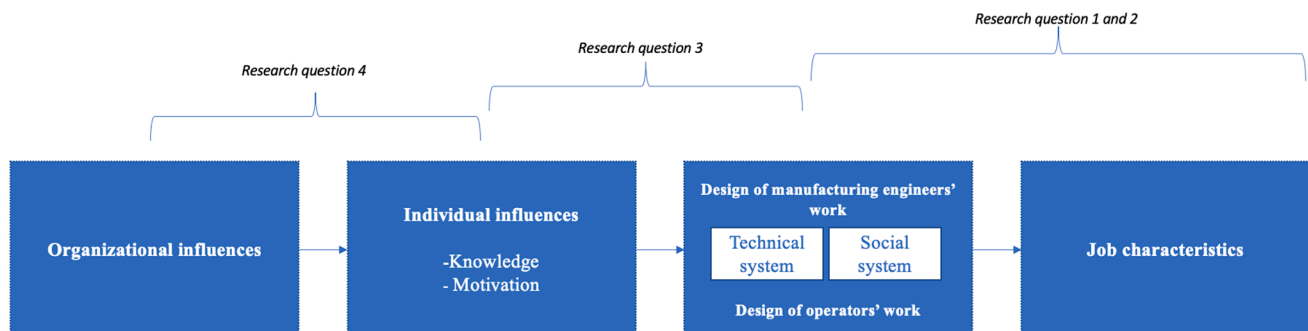 Research question 1 and 2
Research question 3
Research question 4
Organizational influences
Individual influences
-Knowledge
- Motivation
Design of manufacturing engineers’
work
Technical
system
Social
system
Design of operators’ work
Job characteristics